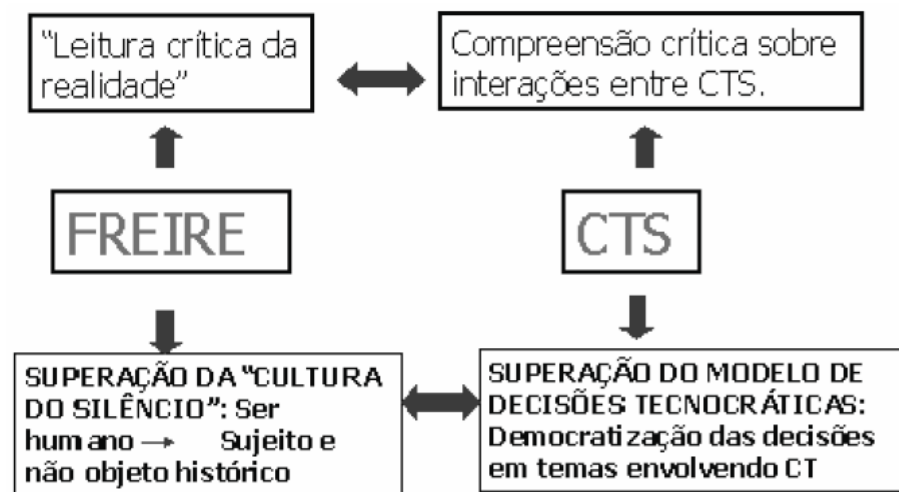 “Leitura crítica da
realidade”
Compreensão crítica sobre
interações entre CTS.
FREIRE
CTS
SUPERAÇÃO DA “CULTURA
DO SILÊNCIO”: Ser
humano → Sujeito e
não objeto histórico
SUPERAÇÃO DO MODELO DE
DECISÕES TECNOCRÁTICAS:
Democratização das decisões
em temas envolvendo CT